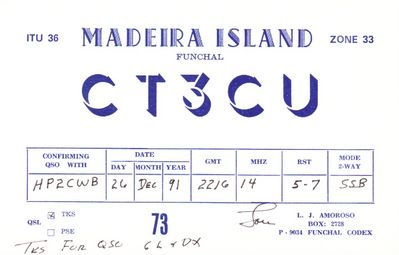 ITU 36 MADEIRA ISLAND ZONE 33
FUNCHAL
CT3CU
CONFIRMING QSO WITH DATE DAY MONTH YEAR GMT MHZ RST MODE 2-WAY
HP2CWB 26 DEC 91 2216 14 5-7 SSB
QSL TKS 73 L. J. AMOROSO
PSE BOX: 2728
P - 9034 FUNCHAL CODEX
TKS FOR QSO GL & DX